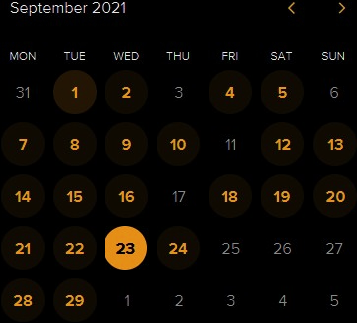 September 2021
MON TUE WED THU FRI SAT SUN
31 1 2 3 4 5 6
7 8 9 10 11 12 13
14 15 16 17 18 19 20
21 22 23 24 25 26 27
28 29 1 2 3 4 5